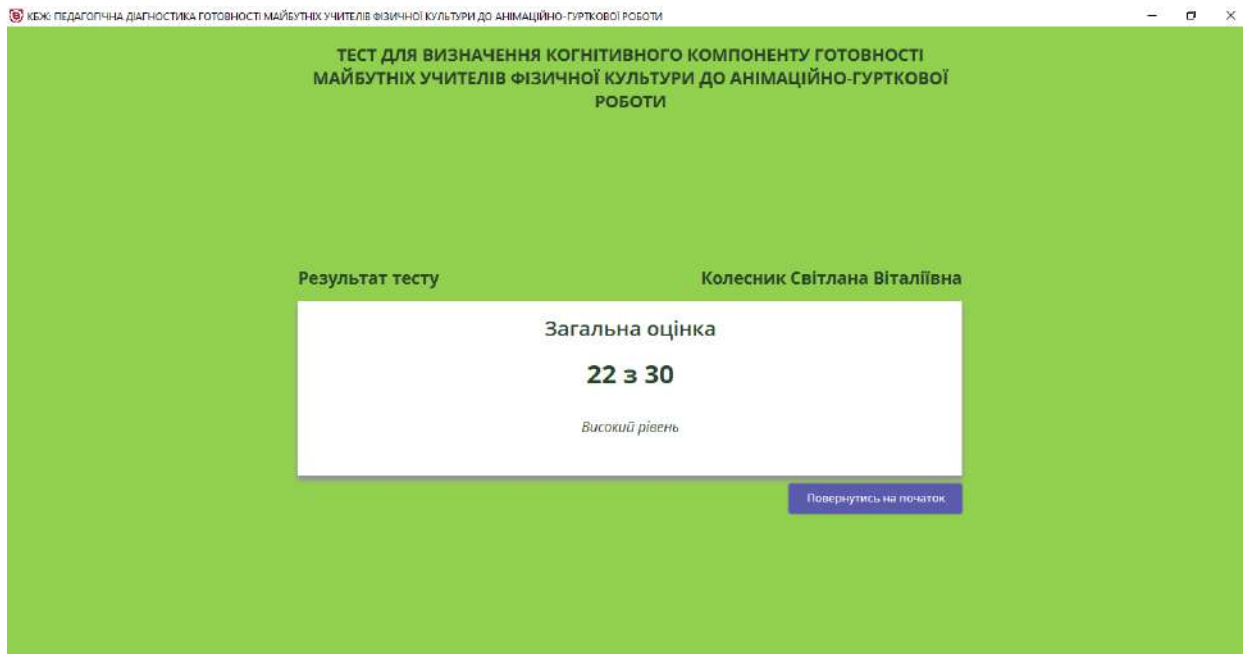 КБЖ: ПЕДАГОГІЧНА ДІАГНОСТИКА ГОТОВНОСТІ МАЙБУТНІХ УЧИТЕЛІВ ФІЗИЧНОЇ КУЛЬТУРИ ДО АНІМАЦІЙНО-ГУРТКОВОЇ РОБОТИ
ТЕСТ ДЛЯ ВИЗНАЧЕННЯ КОГНІТИВНОГО КОМПОНЕНТУ ГОТОВНОСТІ
МАЙБУТНІХ УЧИТЕЛІВ ФІЗИЧНОЇ КУЛЬТУРИ ДО АНІМАЦІЙНО-ГУРТКОВОЇ
РОБОТИ
Результат тесту Колесник Світлана Віталіївна
Загальна оцінка
22 з 30
Високий рівень
Повернутись на початок